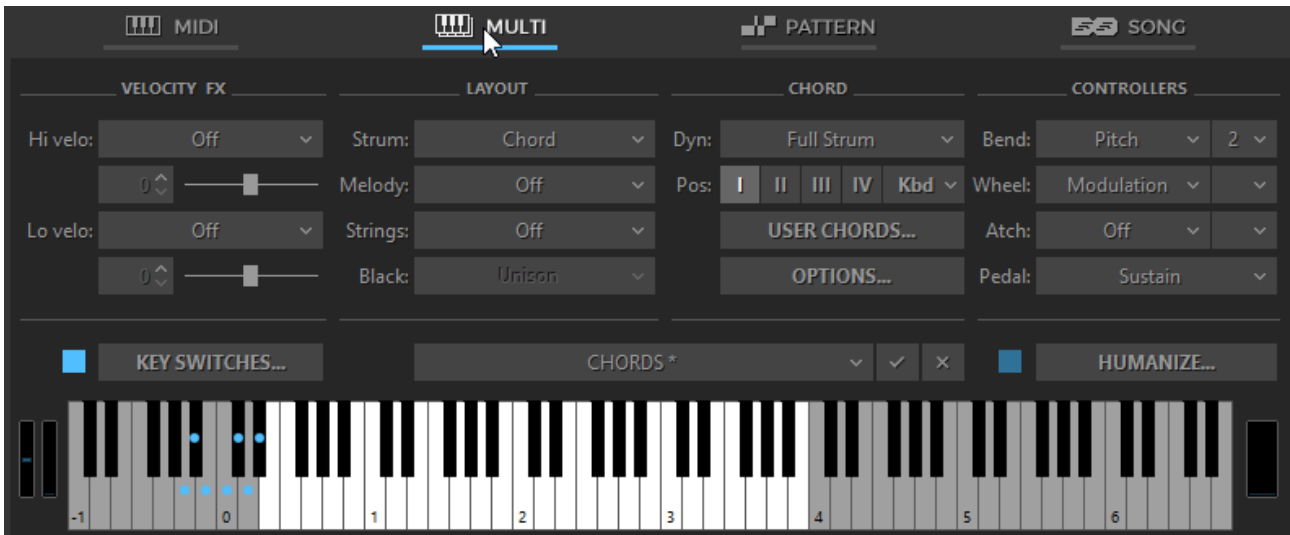 MIDI MULTI PATTERN SONG
VELOCITY FX LAYOUT CHORD CONTROLLERS
Hi velo: Off Strum: Chord Dyn: Full Strum Bend: Pitch 2
0 Melody: Off Pos: I II III IV Kbd Wheel: Modulation
Lo velo: Off Strings: Off USER CHORDS... Atch: Off
0 Black: Unison OPTIONS... Pedal: Sustain
KEY SWITCHES... CHORDS * HUMANIZE...
-1 0 1 2 3 4 5 6